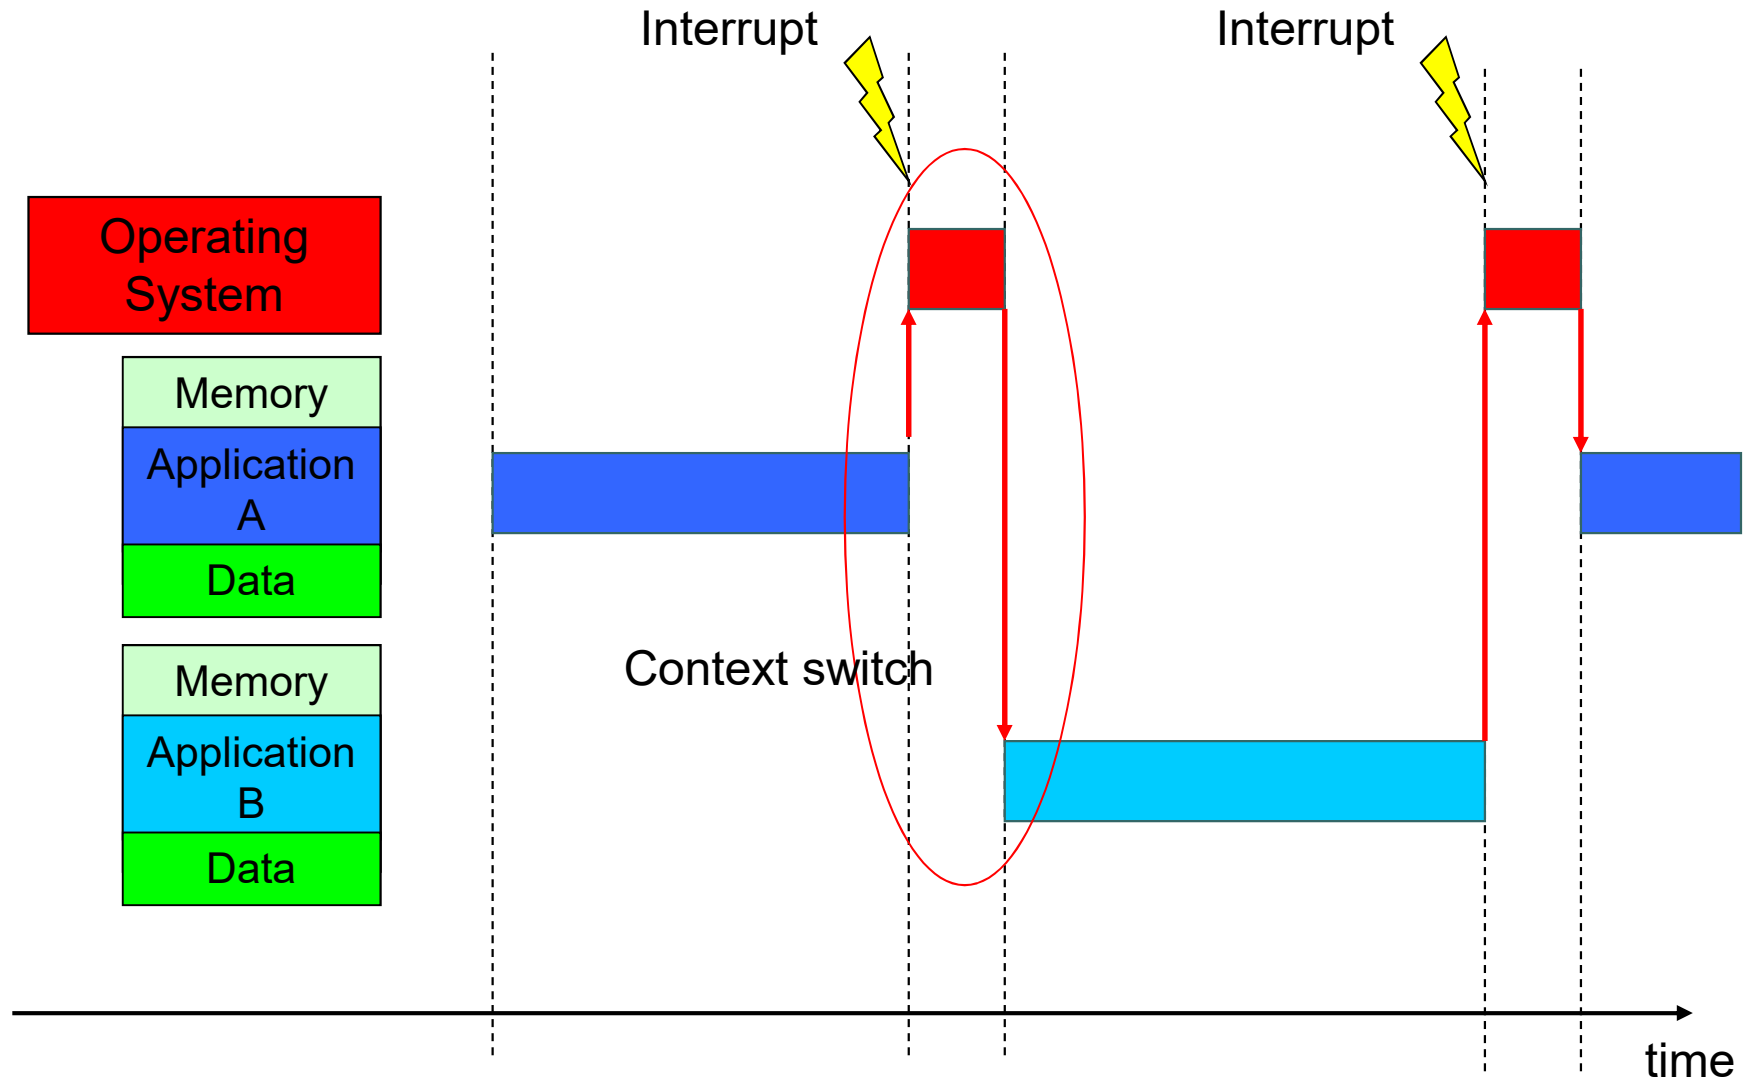 Interrupt
Interrupt
Operating
System
Memory
Application
A
Data
Context switch
Memory
Application
B
Data
time